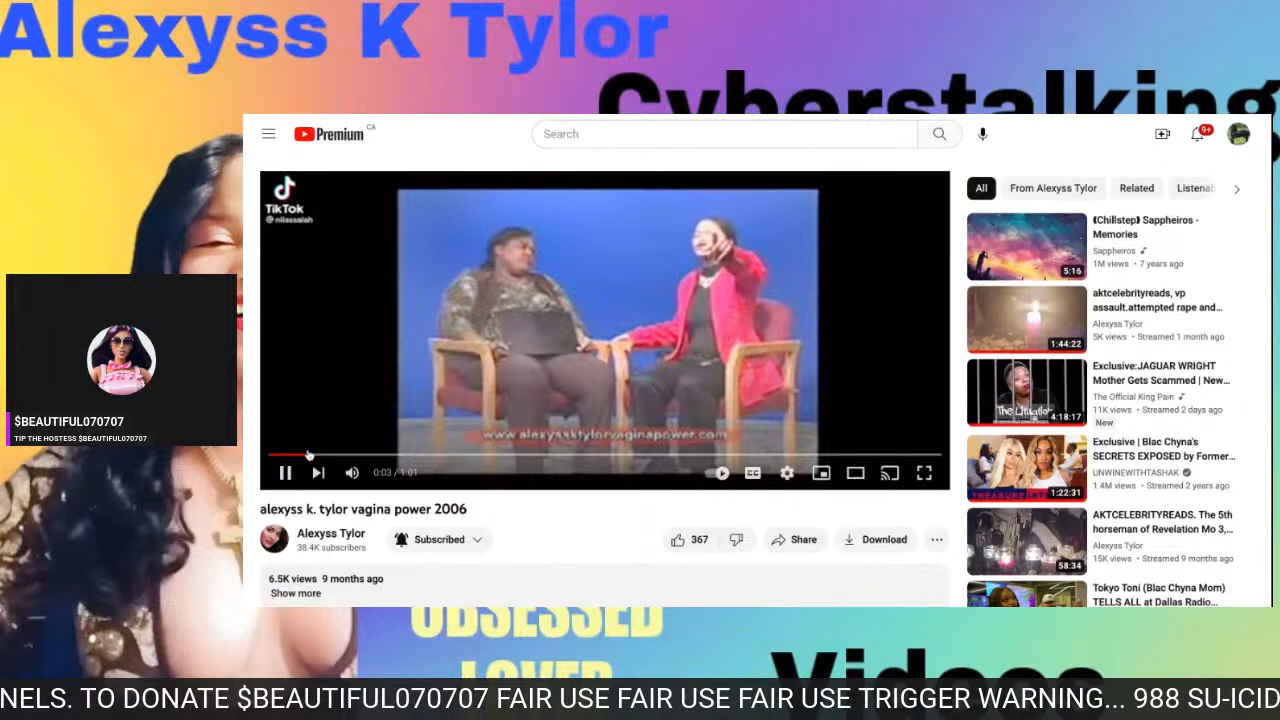 Alexyss K Tylor
Cyberstalking
Premium CA
Search
9+
TikTok
@nilassalah
www.alexyssktylorvaginapower.com
0:03 / 1:01
CC
alexyss k. tylor vagina power 2006
Alexyss Tylor
38.4K subscribers
Subscribed
367
Share
Download
6.5K views 9 months ago
Show more
All
From Alexyss Tylor
Related
Listenab
【Chillstep】 Sappheiros -
Memories
Sappheiros
1M views • 7 years ago
5:16
aktcelebrityreads, vp
assault.attempted rape and...
Alexyss Tylor
5K views • Streamed 1 month ago
1:44:22
Exclusive:JAGUAR WRIGHT
Mother Gets Scammed | New...
The Official King Pain
11K views • Streamed 2 days ago
New
The Lituation
4:18:17
Exclusive | Blac Chyna's
SECRETS EXPOSED by Former...
UNWINEWITHTASHAK
1.4M views • Streamed 2 years ago
1:22:31
AKTCELEBRITYREADS. The 5th
horseman of Revelation Mo 3,...
Alexyss Tylor
15K views • Streamed 9 months ago
58:34
Tokyo Toni (Blac Chyna Mom)
TELLS ALL at Dallas Radio...
$BEAUTIFUL070707
TIP THE HOSTESS $BEAUTIFUL070707
OBSESSED
LOVER
Videos
NELS. TO DONATE $BEAUTIFUL070707 FAIR USE FAIR USE FAIR USE TRIGGER WARNING... 988 SU-ICID